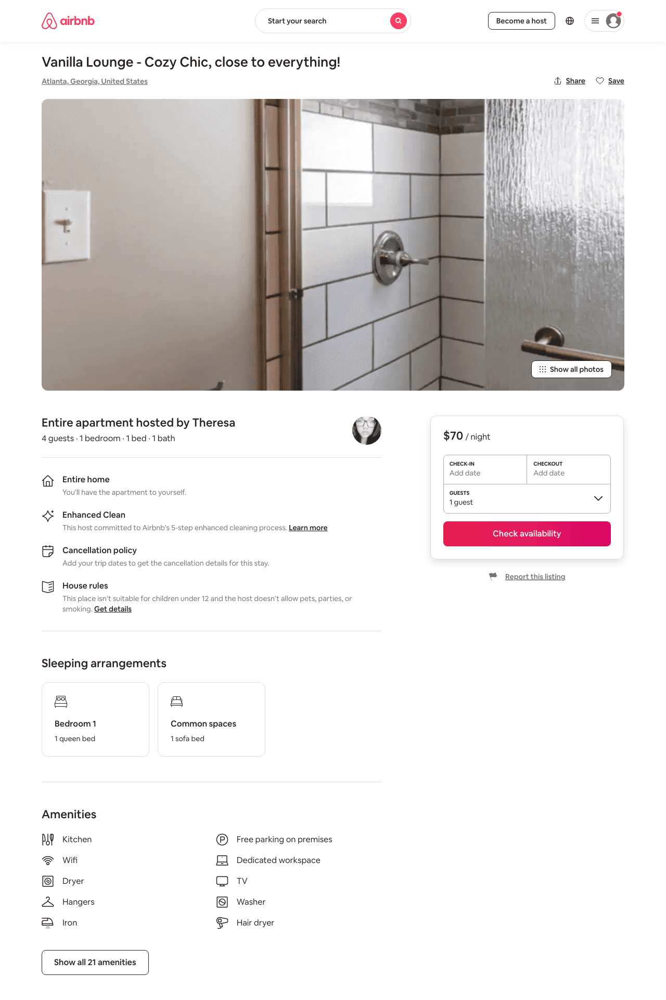 airbnb
Start your search
Become a host
Vanilla Lounge - Cozy Chic, close to everything!
Atlanta, Georgia, United States
Share
Save
Show all photos
Entire apartment hosted by Theresa
4 guests · 1 bedroom · 1 bed · 1 bath
Entire home
You’ll have the apartment to yourself.
Enhanced Clean
This host committed to Airbnb's 5-step enhanced cleaning process. Learn more
Cancellation policy
Add your trip dates to get the cancellation details for this stay.
House rules
This place isn’t suitable for children under 12 and the host doesn’t allow pets, parties, or
smoking. Get details
$70 / night
CHECK-IN
Add date
CHECKOUT
Add date
GUESTS
1 guest
Check availability
Report this listing
Sleeping arrangements
Bedroom 1
1 queen bed
Common spaces
1 sofa bed
Amenities
Kitchen
Free parking on premises
Wifi
Dedicated workspace
Dryer
TV
Hangers
Washer
Iron
Hair dryer
Show all 21 amenities